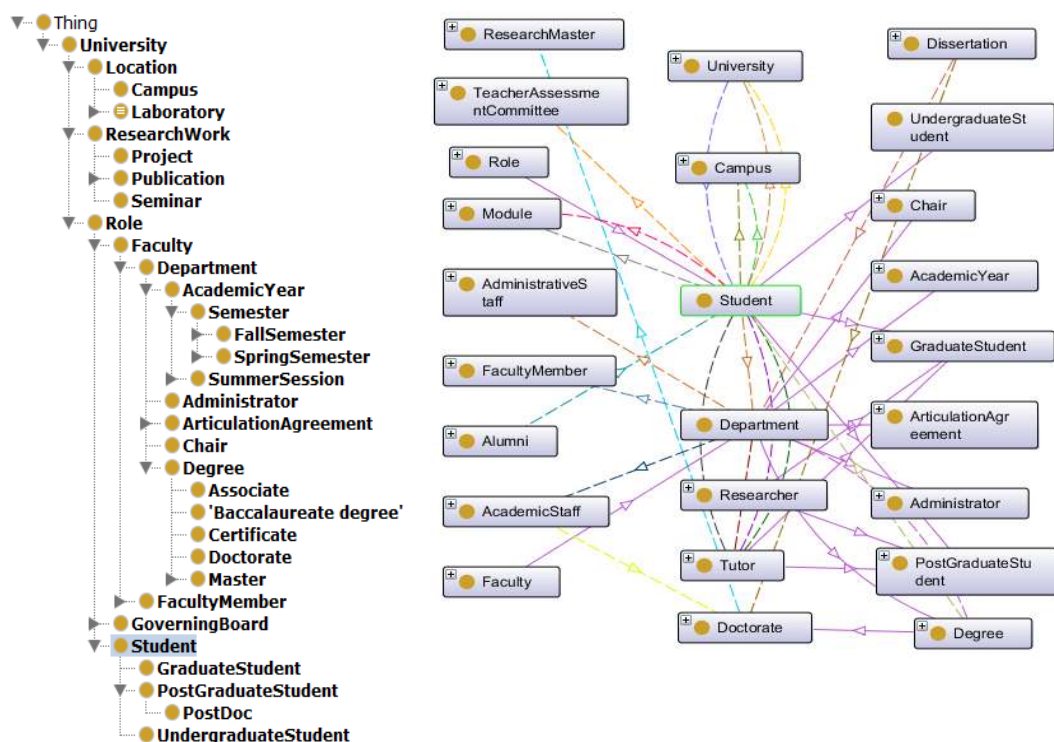 Thing
University
Location
Campus
Laboratory
ResearchWork
Project
Publication
Seminar
Role
Faculty
Department
AcademicYear
Semester
FallSemester
SpringSemester
SummerSession
Administrator
ArticulationAgreement
Chair
Degree
Associate
'Baccalaureate degree'
Certificate
Doctorate
Master
FacultyMember
GoverningBoard
Student
GraduateStudent
PostGraduateStudent
PostDoc
UndergraduateStudent
ResearchMaster
TeacherAssessme
ntCommittee
Role
Module
AdministrativeS
taff
FacultyMember
Alumni
AcademicStaff
Faculty
University
Campus
Student
Department
Researcher
Tutor
Doctorate
Dissertation
UndergraduateSt
udent
Chair
AcademicYear
GraduateStudent
ArticulationAgr
eement
Administrator
PostGraduateStu
dent
Degree